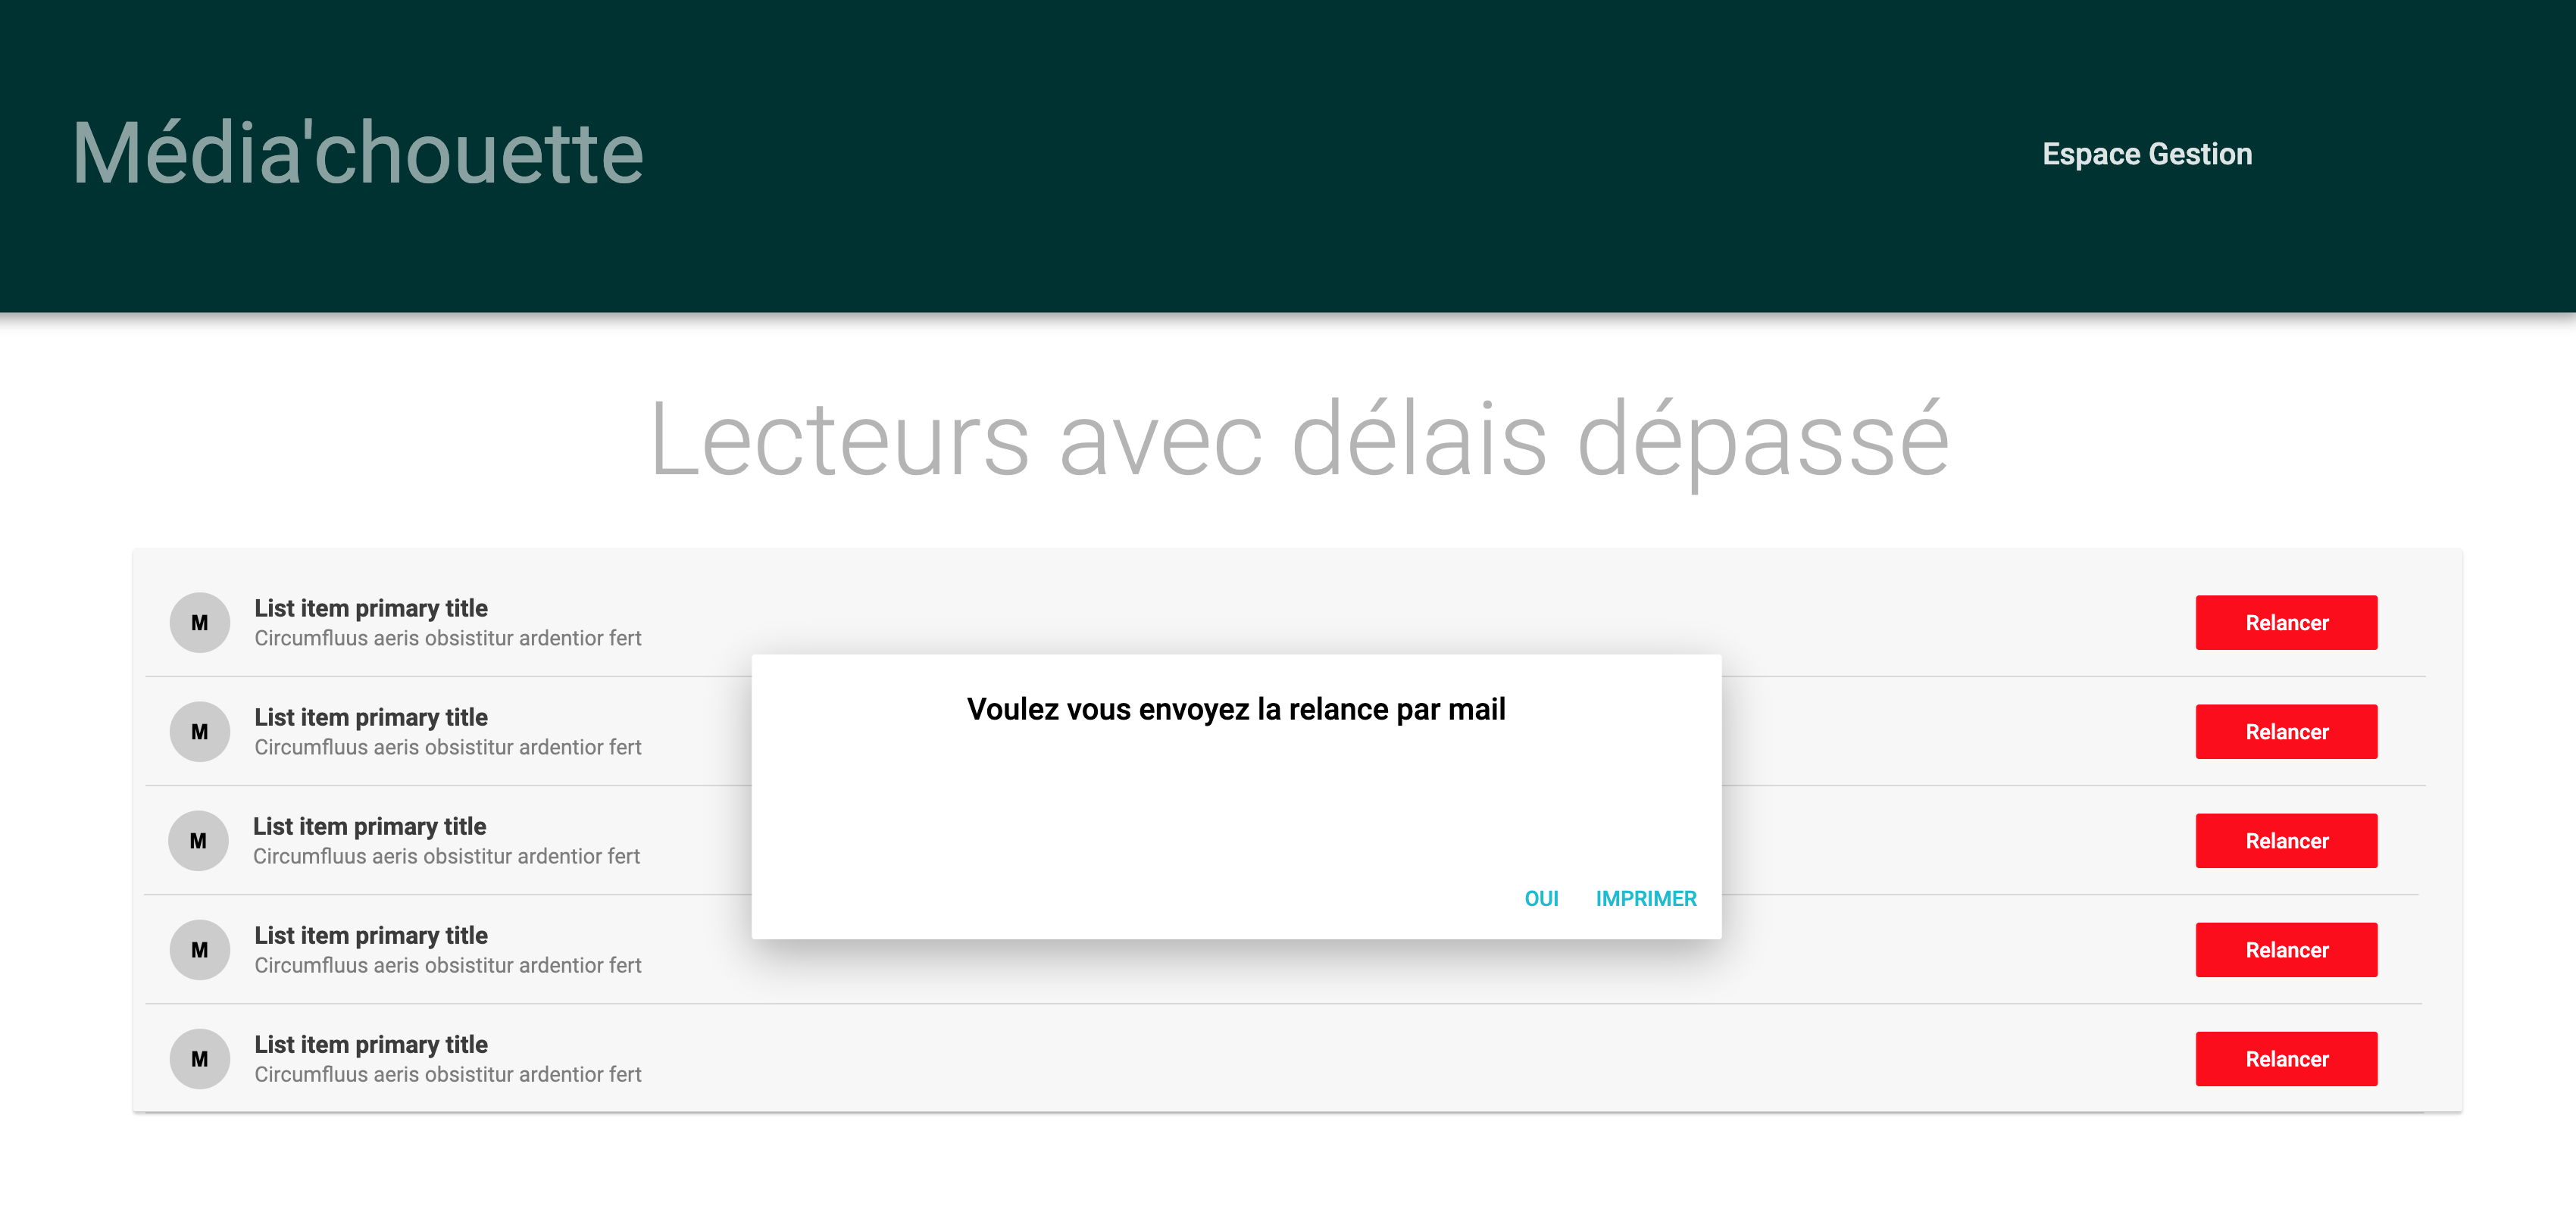 Média'chouette
Espace Gestion
Lecteurs avec délais dépassé
M
List item primary title
Circumfluus aeris obsistitur ardentior fert
Relancer
M
List item primary title
Circumfluus aeris obsistitur ardentior fert
Relancer
M
List item primary title
Circumfluus aeris obsistitur ardentior fert
Relancer
M
List item primary title
Circumfluus aeris obsistitur ardentior fert
Relancer
M
List item primary title
Circumfluus aeris obsistitur ardentior fert
Relancer
Voulez vous envoyez la relance par mail
OUI
IMPRIMER